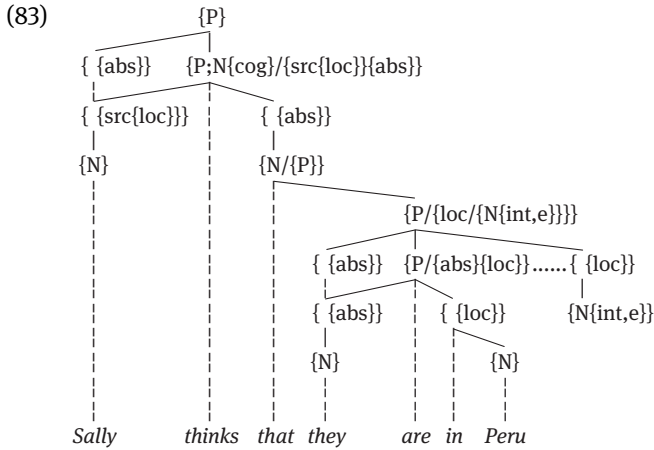 (83)
{P}
{ {abs}} {P;N{cog}/{src{loc}}{abs}}
{ {src{loc}}} { {abs}}
{N} {N/{P}}
{P/{loc/{N{int,e}}}}
{ {abs}} {P/{abs}{loc}}......{ {loc}}
{ {abs}} { {loc}} {N{int,e}}
{N} {N}
Sally thinks that they are in Peru